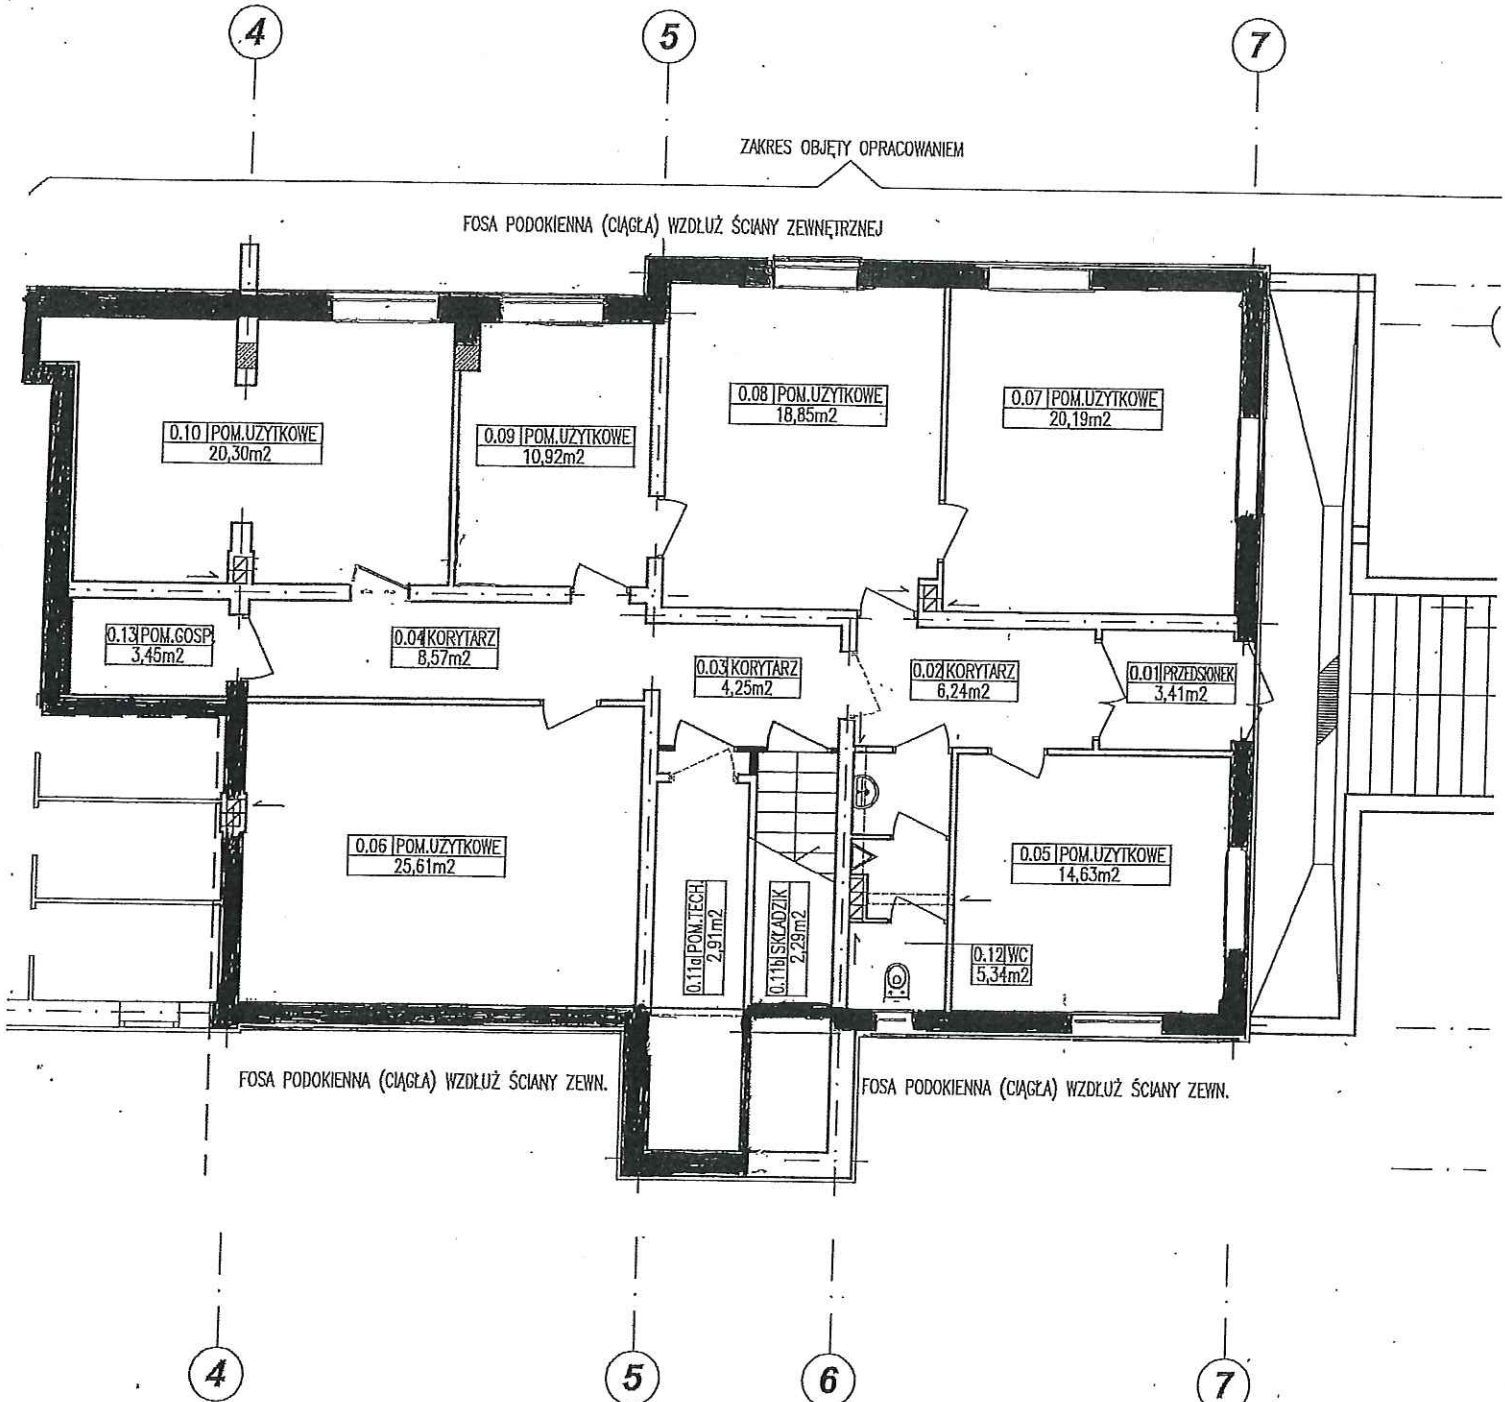 4
5
7
ZAKRES OBJĘTY OPRACOWANIEM
FOSA PODOKIENNA (CIĄGŁA) WZDŁUŻ ŚCIANY ZEWNĘTRZNEJ
0.10 POM.UŻYTKOWE
20,30m2
0.09 POM.UŻYTKOWE
10,92m2
0.08 POM.UŻYTKOWE
18,85m2
0.07 POM.UŻYTKOWE
20,19m2
0.13 POM.GOSP.
3,45m2
0.04 KORYTARZ
8,57m2
0.03 KORYTARZ
4,25m2
0.02 KORYTARZ
6,24m2
0.01 PRZEDSIONEK
3,41m2
0.06 POM.UŻYTKOWE
25,61m2
0.11a POM.TECH.
2,91m2
0.11b SKŁADZIK
2,29m2
0.05 POM.UŻYTKOWE
14,63m2
0.12 WC
5,34m2
FOSA PODOKIENNA (CIĄGŁA) WZDŁUŻ ŚCIANY ZEWN.
FOSA PODOKIENNA (CIĄGŁA) WZDŁUŻ ŚCIANY ZEWN.
4
5
6
7